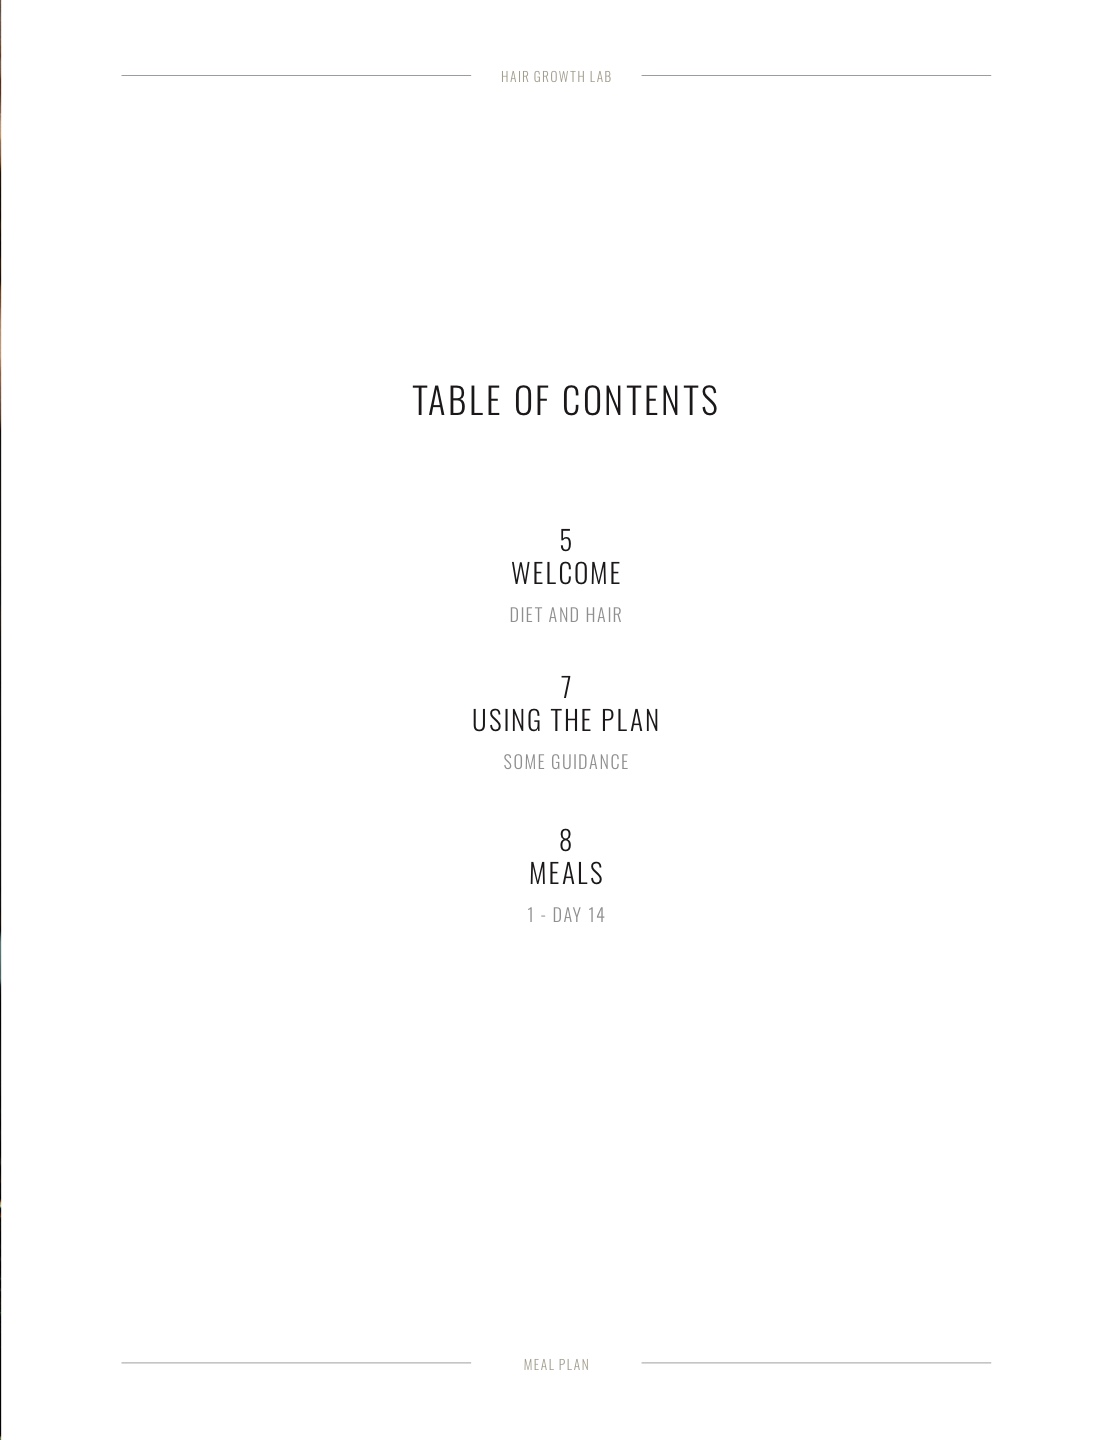 HAIR GROWTH LAB
TABLE OF CONTENTS
5
WELCOME
DIET AND HAIR
7
USING THE PLAN
SOME GUIDANCE
8
MEALS
1 - DAY 14
MEAL PLAN